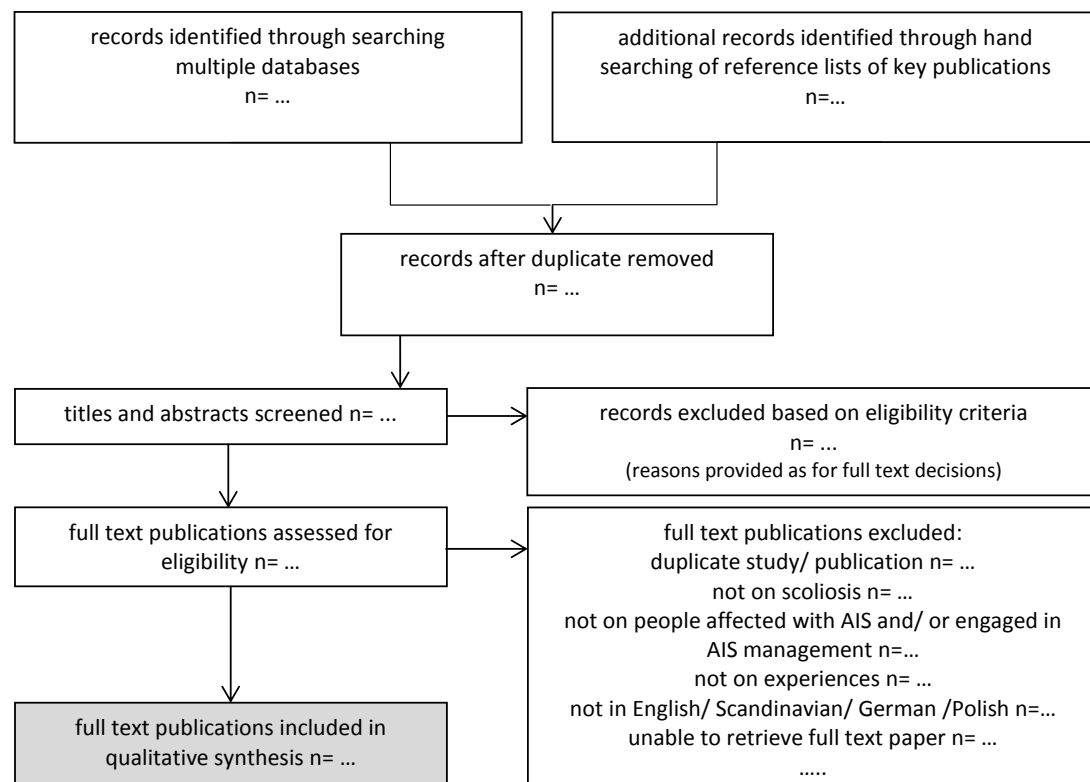 records identified through searching
multiple databases
n= ...
additional records identified through hand
searching of reference lists of key publications
n=...
records after duplicate removed
n= ...
titles and abstracts screened n= ...
records excluded based on eligibility criteria
n= ...
(reasons provided as for full text decisions)
full text publications assessed for
eligibility n= ...
full text publications excluded:
duplicate study/ publication n= ...
not on scoliosis n= ...
not on people affected with AIS and/ or engaged in
AIS management n=...
not on experiences n= ...
not in English/ Scandinavian/ German /Polish n=...
unable to retrieve full text paper n= ...
.....
full text publications included in
qualitative synthesis n= ...